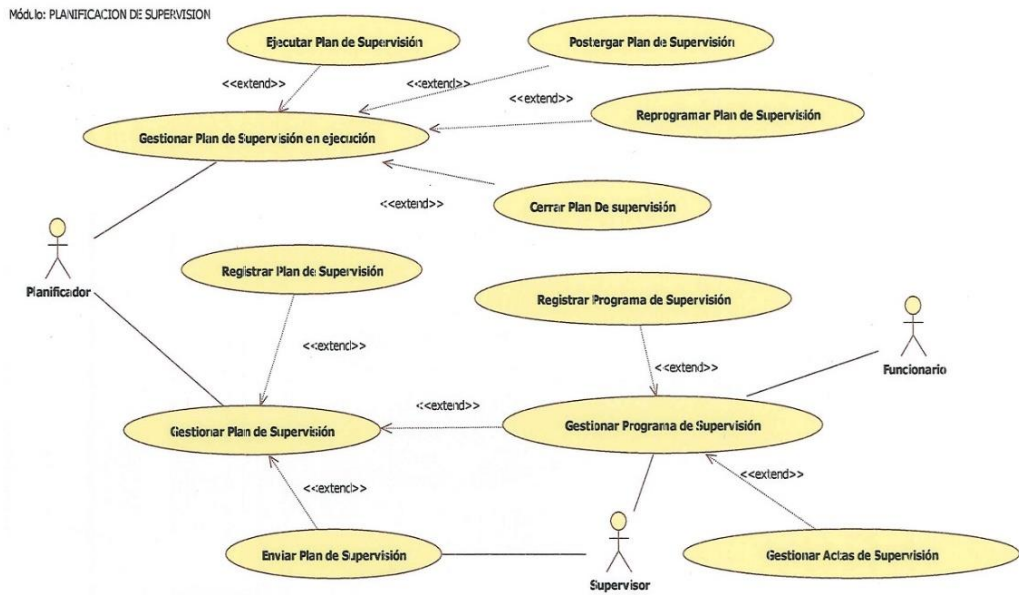 Módulo: PLANIFICACION DE SUPERVISION
Ejecutar Plan de Supervisión
Postergar Plan de Supervisión
<<extend>>
<<extend>>
<<extend>>
Reprogramar Plan de Supervisión
Gestionar Plan de Supervisión en ejecución
<<extend>>
Cerrar Plan De supervisión
Planificador
Registrar Plan de Supervisión
Registrar Programa de Supervisión
Funcionario
<<extend>>
<<extend>>
<<extend>>
Gestionar Plan de Supervisión
Gestionar Programa de Supervisión
<<extend>>
<<extend>>
Enviar Plan de Supervisión
Supervisor
Gestionar Actas de Supervisión